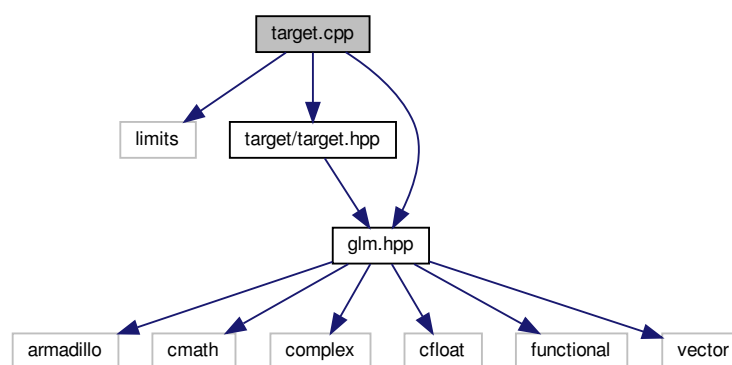 target.cpp
limits
target/target.hpp
glm.hpp
armadillo
cmath
complex
cfloat
functional
vector